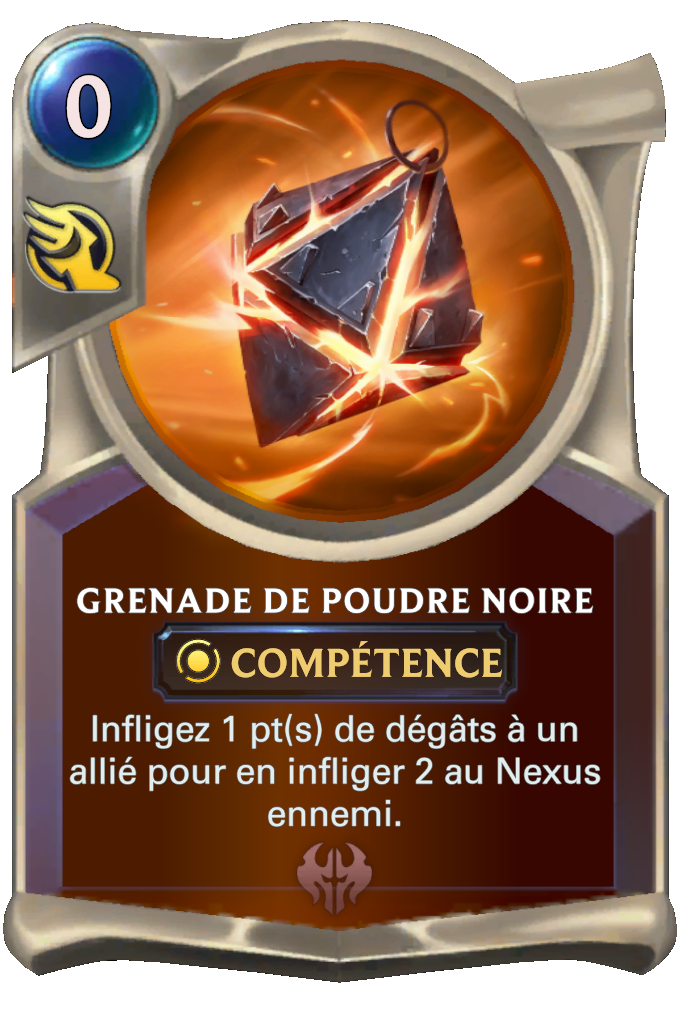 0
GRENADE DE POUDRE NOIRE
COMPÉTENCE
Infligez 1 pt(s) de dégâts à un
allié pour en infliger 2 au Nexus
ennemi.